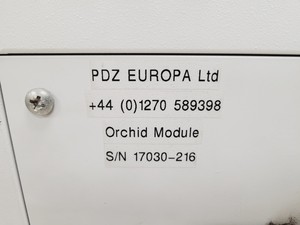 PDZ EUROPA Ltd
+44 (0)1270 589398
Orchid Module
S/N 17030-216